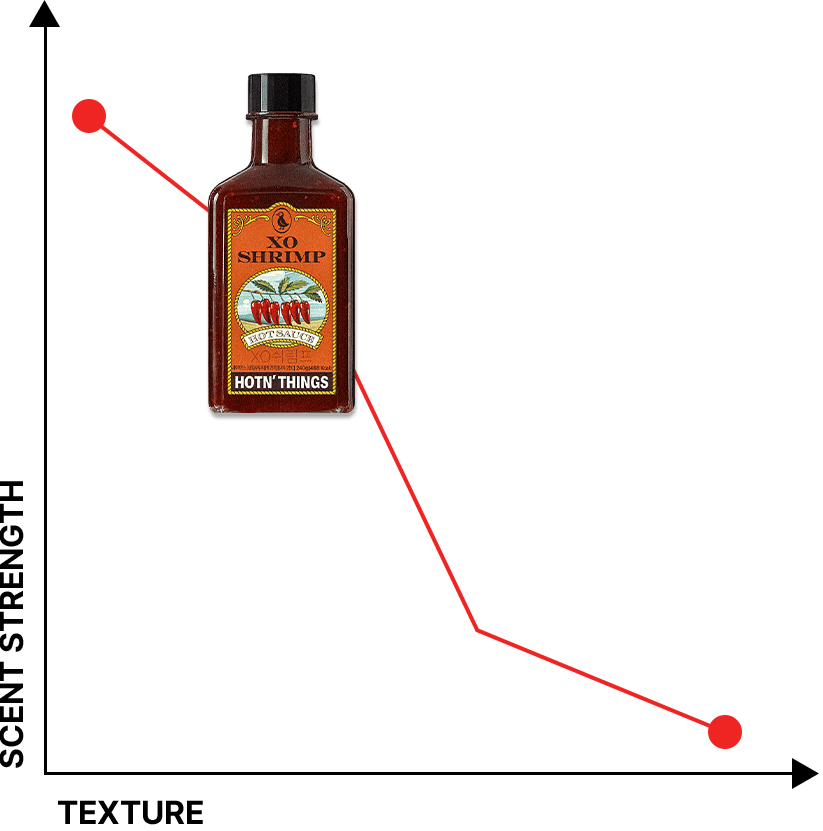 XO
SHRIMP
HOT SAUCE
XO쉬림프
HOTN' THINGS
SCENT STRENGTH
TEXTURE